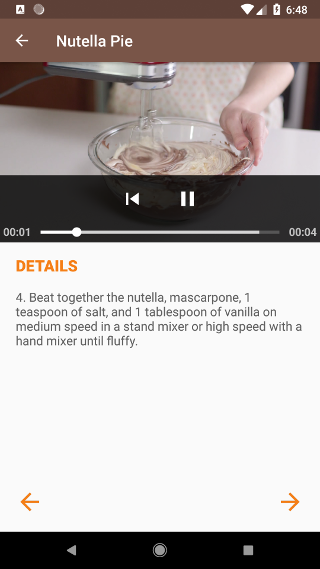 6:48
Nutella Pie
00:01
00:04
DETAILS
4. Beat together the nutella, mascarpone, 1
teaspoon of salt, and 1 tablespoon of vanilla on
medium speed in a stand mixer or high speed with a
hand mixer until fluffy.